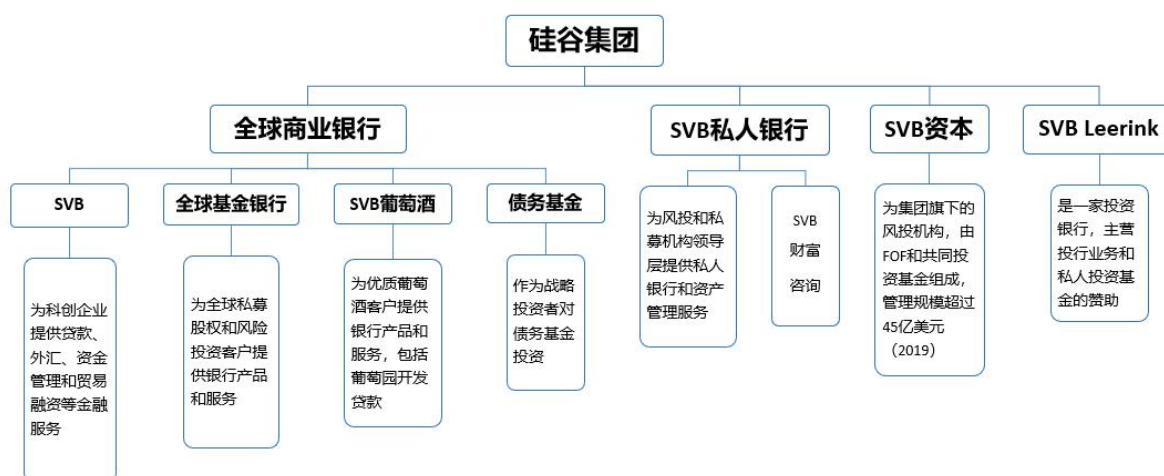 硅谷集团
全球商业银行
SVB私人银行
SVB资本
SVB Leerink
SVB
全球基金银行
SVB葡萄酒
债务基金
为科创企业
提供贷款、
外汇、资金
管理和贸易
融资等金融
服务
为全球私募
股权和风险
投资客户提
供银行产品
和服务
为优质葡萄
酒客户提供
银行产品和
服务，包括
葡萄园开发
贷款
作为战略
投资者对
债务基金
投资
为风投和私
募机构领导
层提供私人
银行和资产
管理服务
SVB
财富
咨询
为集团旗下的
风投机构，由
FOF和共同投
资基金组成，
管理规模超过
45亿美元
（2019）
是一家投资
银行，主营
投行业务和
私人投资基
金的赞助